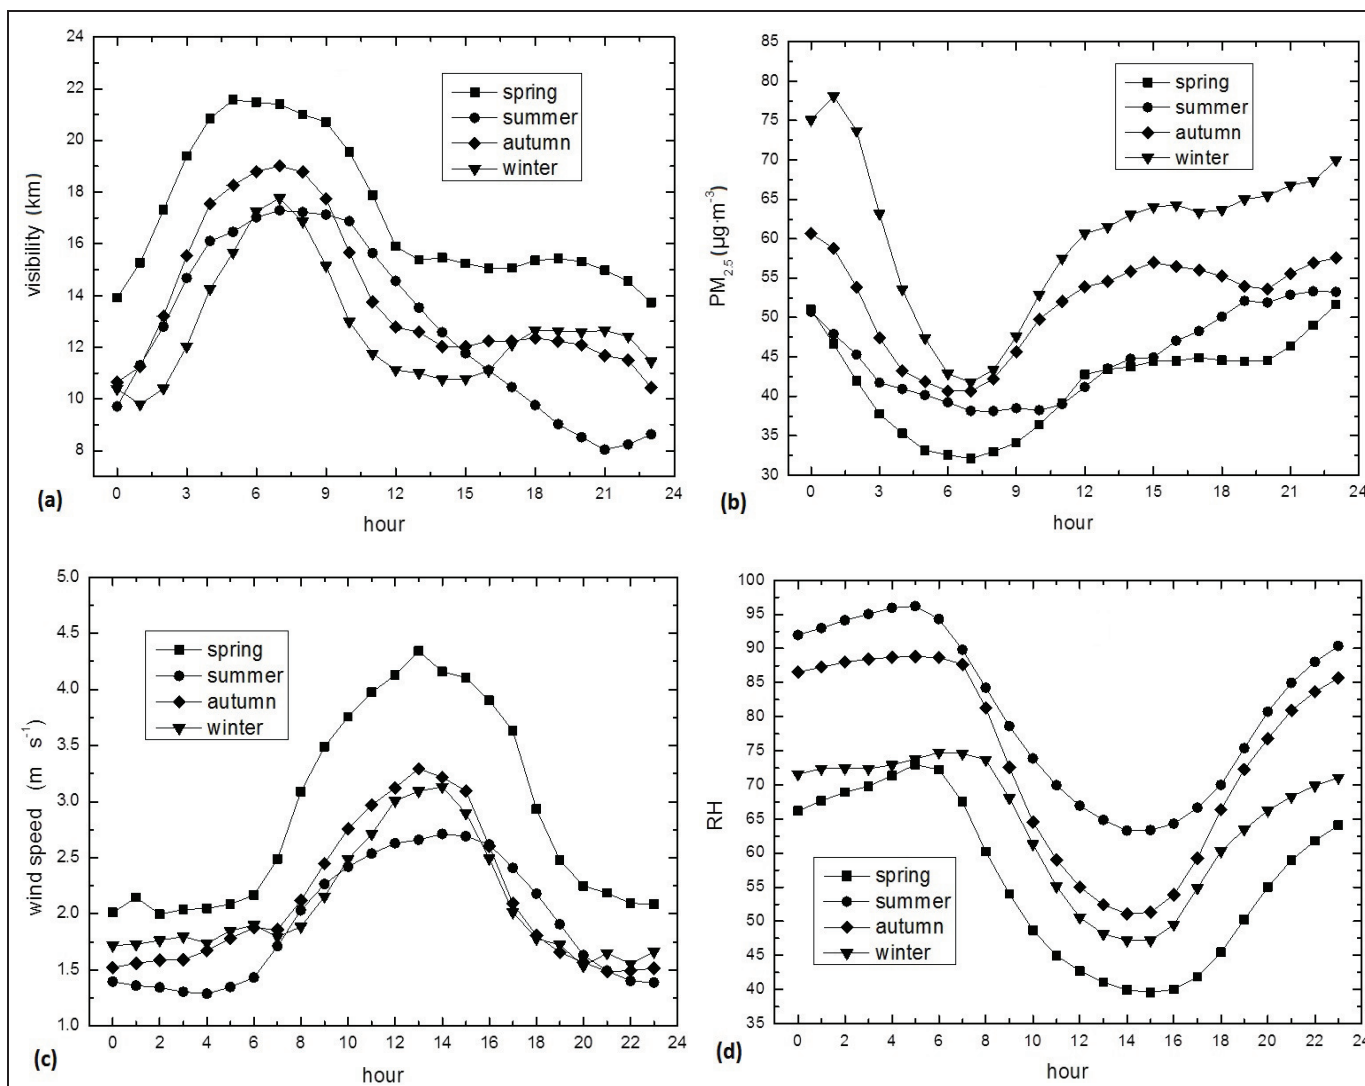 24
22
20
18
16
14
12
10
8
visibility (km)
spring
summer
autumn
winter
0 3 6 9 12 15 18 21 24
hour
(a)
85
80
75
70
65
60
55
50
45
40
35
30
PM2.5 (μg·m-3)
spring
summer
autumn
winter
0 3 6 9 12 15 18 21 24
hour
(b)
5.0
4.5
4.0
3.5
3.0
2.5
2.0
1.5
1.0
wind speed (m s-1)
spring
summer
autumn
winter
0 2 4 6 8 10 12 14 16 18 20 22 24
hour
(c)
100
95
90
85
80
75
70
65
60
55
50
45
40
35
RH
spring
summer
autumn
winter
0 2 4 6 8 10 12 14 16 18 20 22 24
hour
(d)